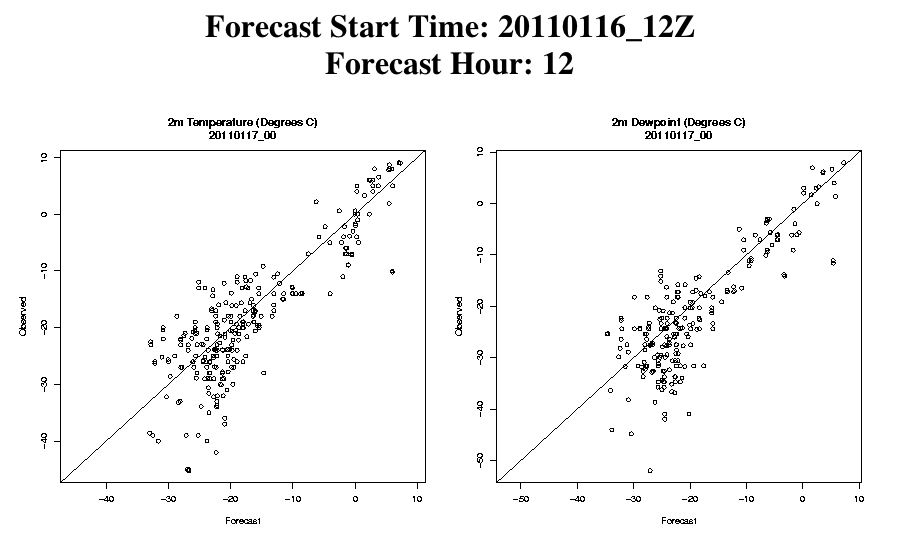 Forecast Start Time: 20110116_12Z
Forecast Hour: 12
2m Temperature (Degrees C)
20110117_00
10
0
−10
−20
−30
−40
Observed
−40 −30 −20 −10 0 10
Forecast
2m Dewpoint (Degrees C)
20110117_00
10
0
−10
−20
−30
−40
−50
Observed
−50 −40 −30 −20 −10 0 10
Forecast